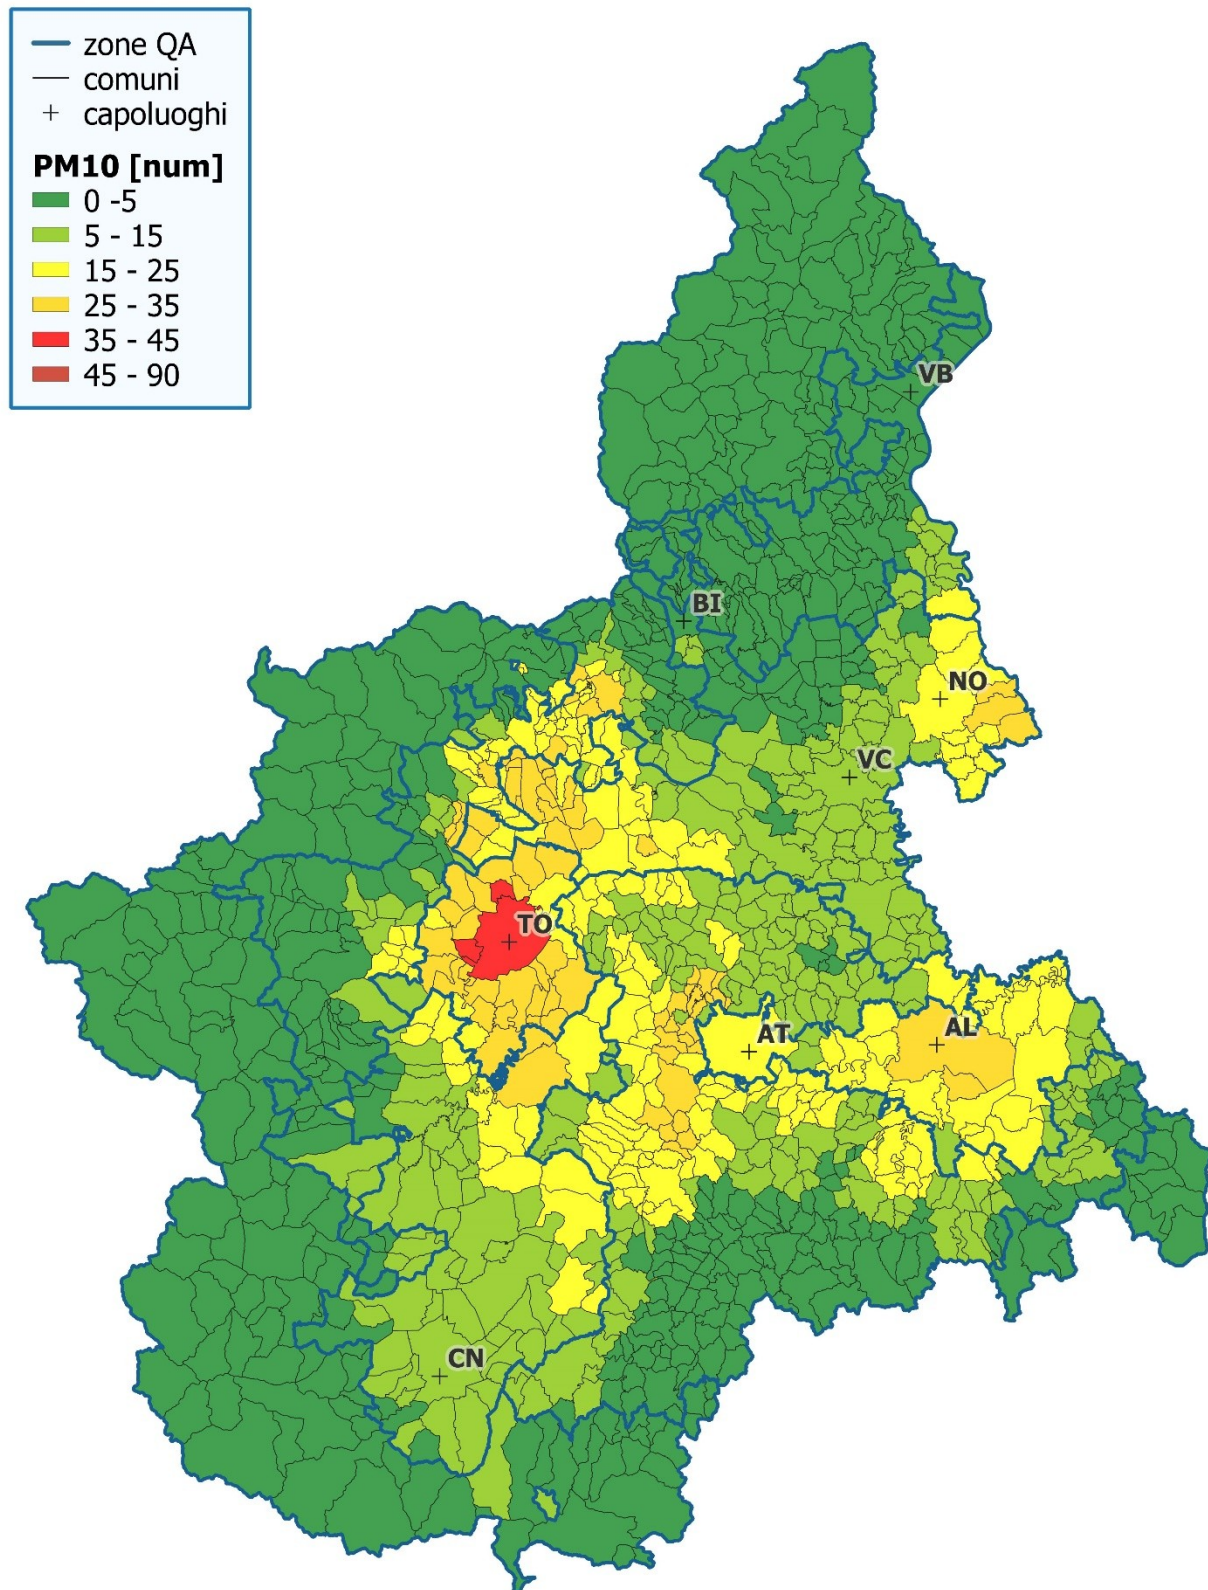 zone QA
comuni
capoluoghi
PM10 [num]
0 -5
5 - 15
15 - 25
25 - 35
35 - 45
45 - 90
VB
BI
NO
VC
TO
AT
AL
CN